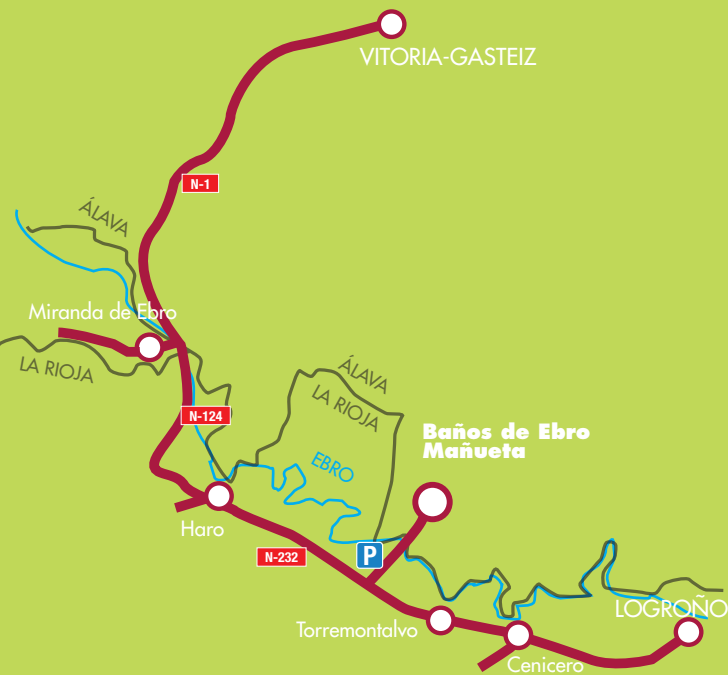 VITORIA-GASTEIZ
N-1
ÁLAVA
Miranda de Ebro
LA RIOJA
ÁLAVA
LA RIOJA
N-124
Baños de Ebro
Mañueta
EBRO
Haro
N-232
P
LOGROÑO
Torremontalvo
Cenicero